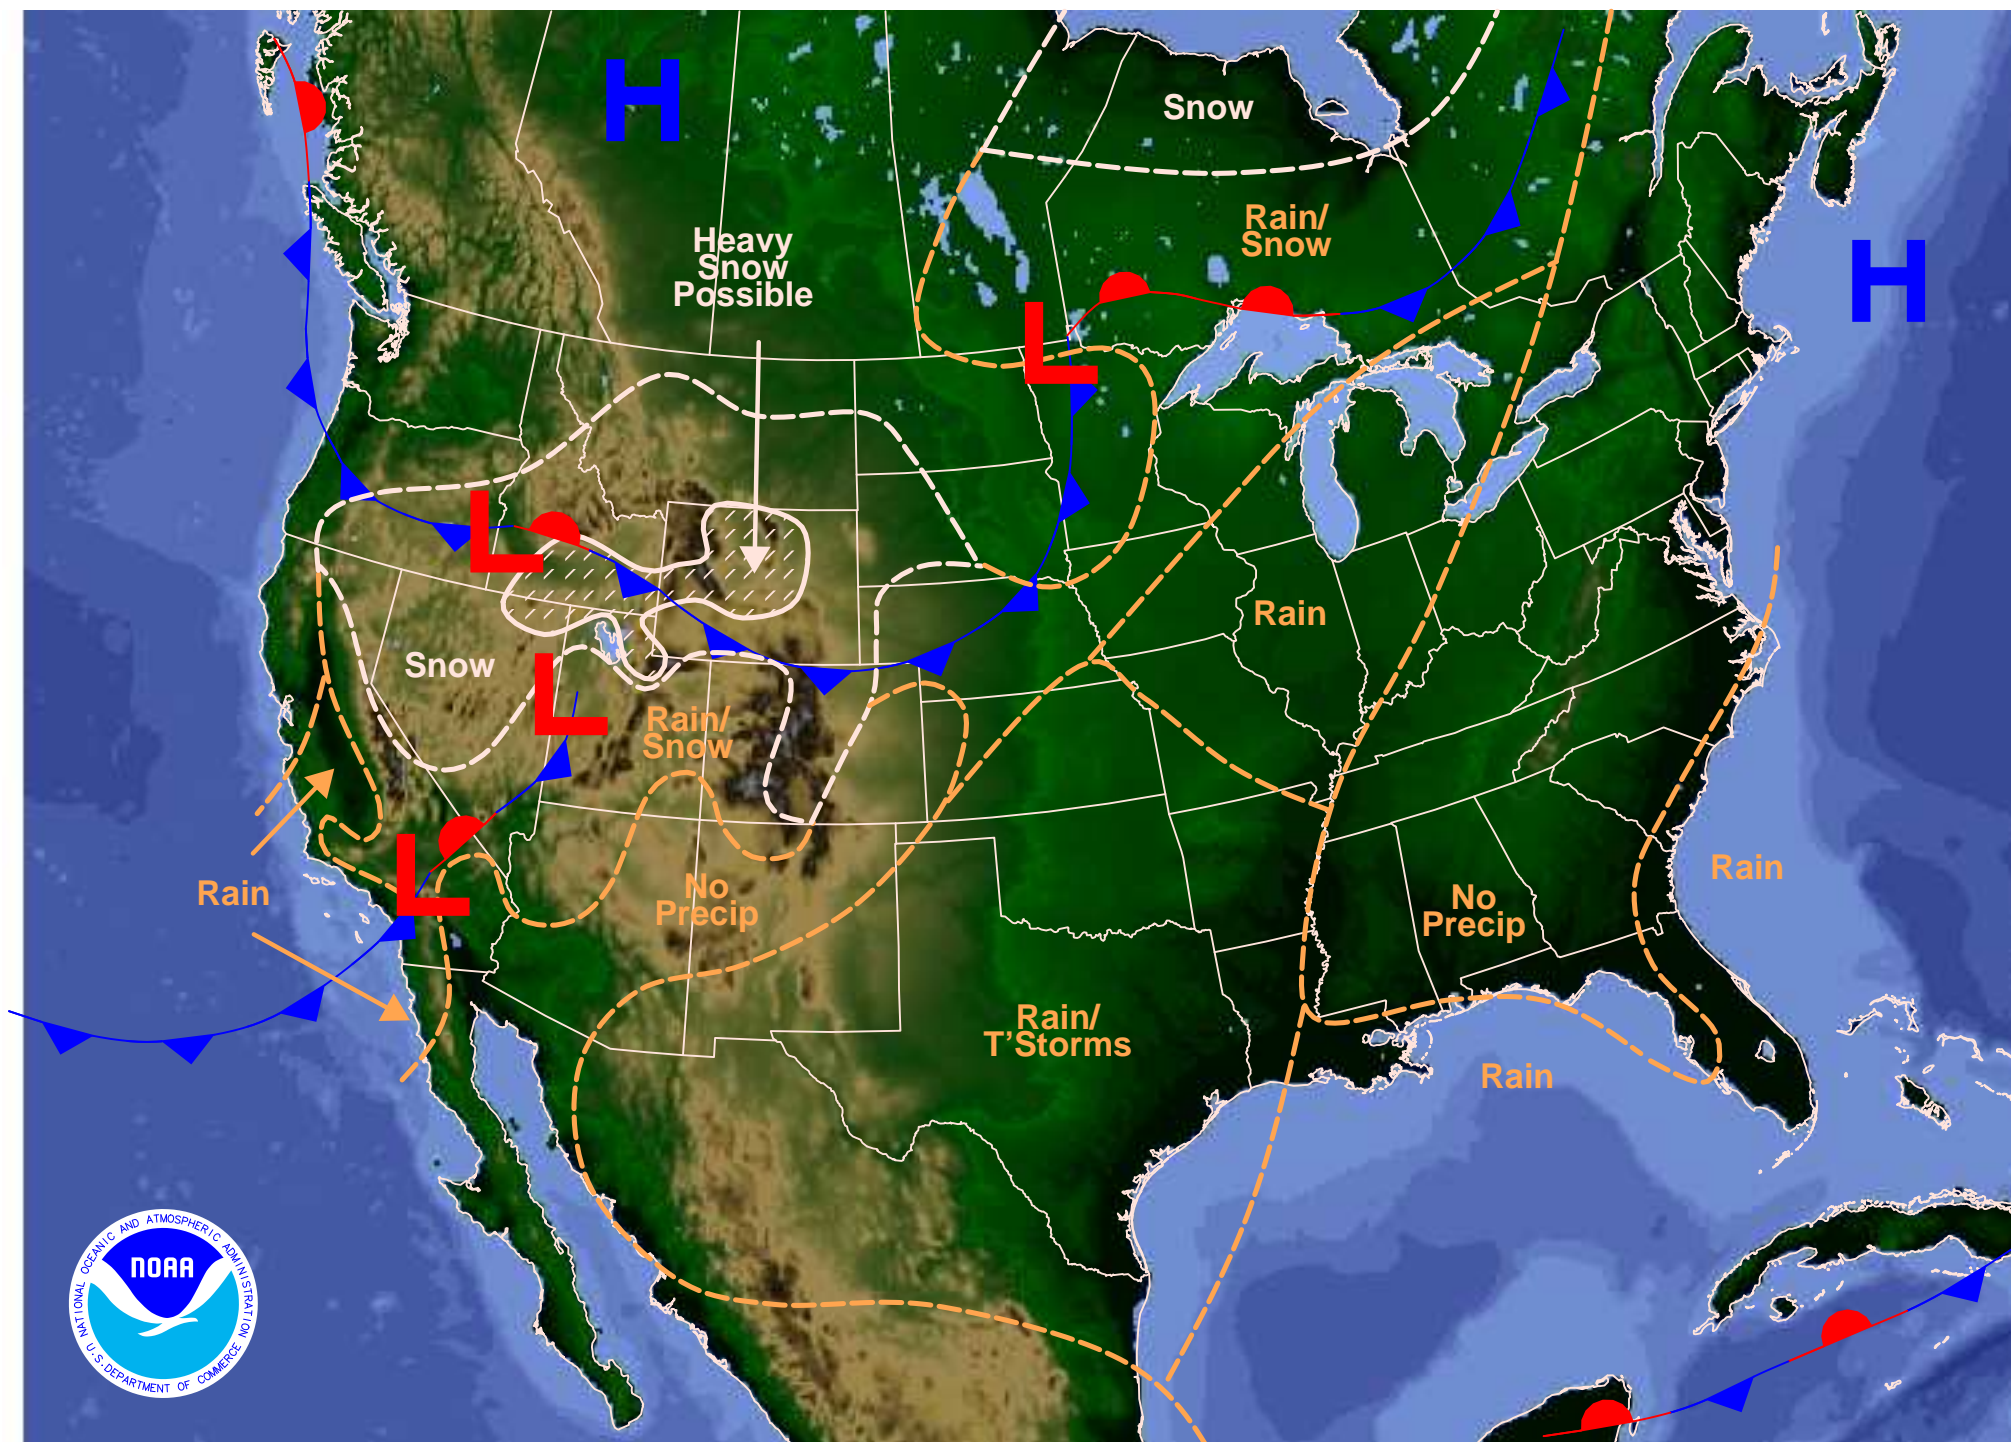 H
Snow
Rain/
Snow
Heavy
Snow
Possible
H
L
L
Snow
Rain
L
Rain/
Snow
L
Rain
No
Precip
No
Precip
Rain
Rain/
T'Storms
Rain
NATIONAL OCEANIC AND ATMOSPHERIC ADMINISTRATION
NOAA
U.S. DEPARTMENT OF COMMERCE